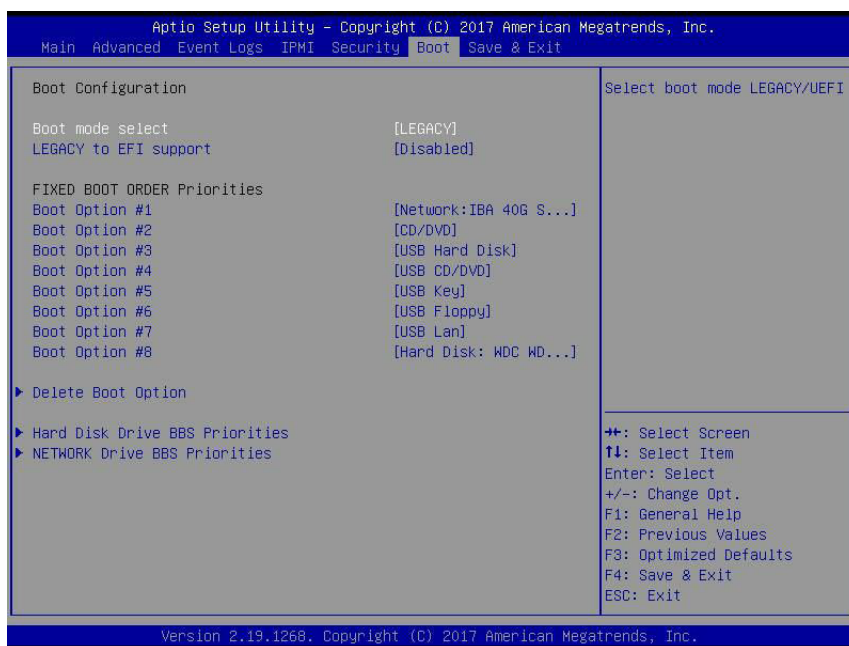 Aptio Setup Utility – Copyright (C) 2017 American Megatrends, Inc.
Main Advanced Event Logs IPMI Security Boot Save & Exit
Boot Configuration
Boot mode select [LEGACY]
LEGACY to EFI support [Disabled]
FIXED BOOT ORDER Priorities
Boot Option #1 [Network:IBA 40G S...]
Boot Option #2 [CD/DVD]
Boot Option #3 [USB Hard Disk]
Boot Option #4 [USB CD/DVD]
Boot Option #5 [USB Key]
Boot Option #6 [USB Floppy]
Boot Option #7 [USB Lan]
Boot Option #8 [Hard Disk: WDC WD...]
Delete Boot Option
Hard Disk Drive BBS Priorities
NETWORK Drive BBS Priorities
Select boot mode LEGACY/UEFI
→←: Select Screen
↑↓: Select Item
Enter: Select
+/-: Change Opt.
F1: General Help
F2: Previous Values
F3: Optimized Defaults
F4: Save & Exit
ESC: Exit
Version 2.19.1268. Copyright (C) 2017 American Megatrends, Inc.